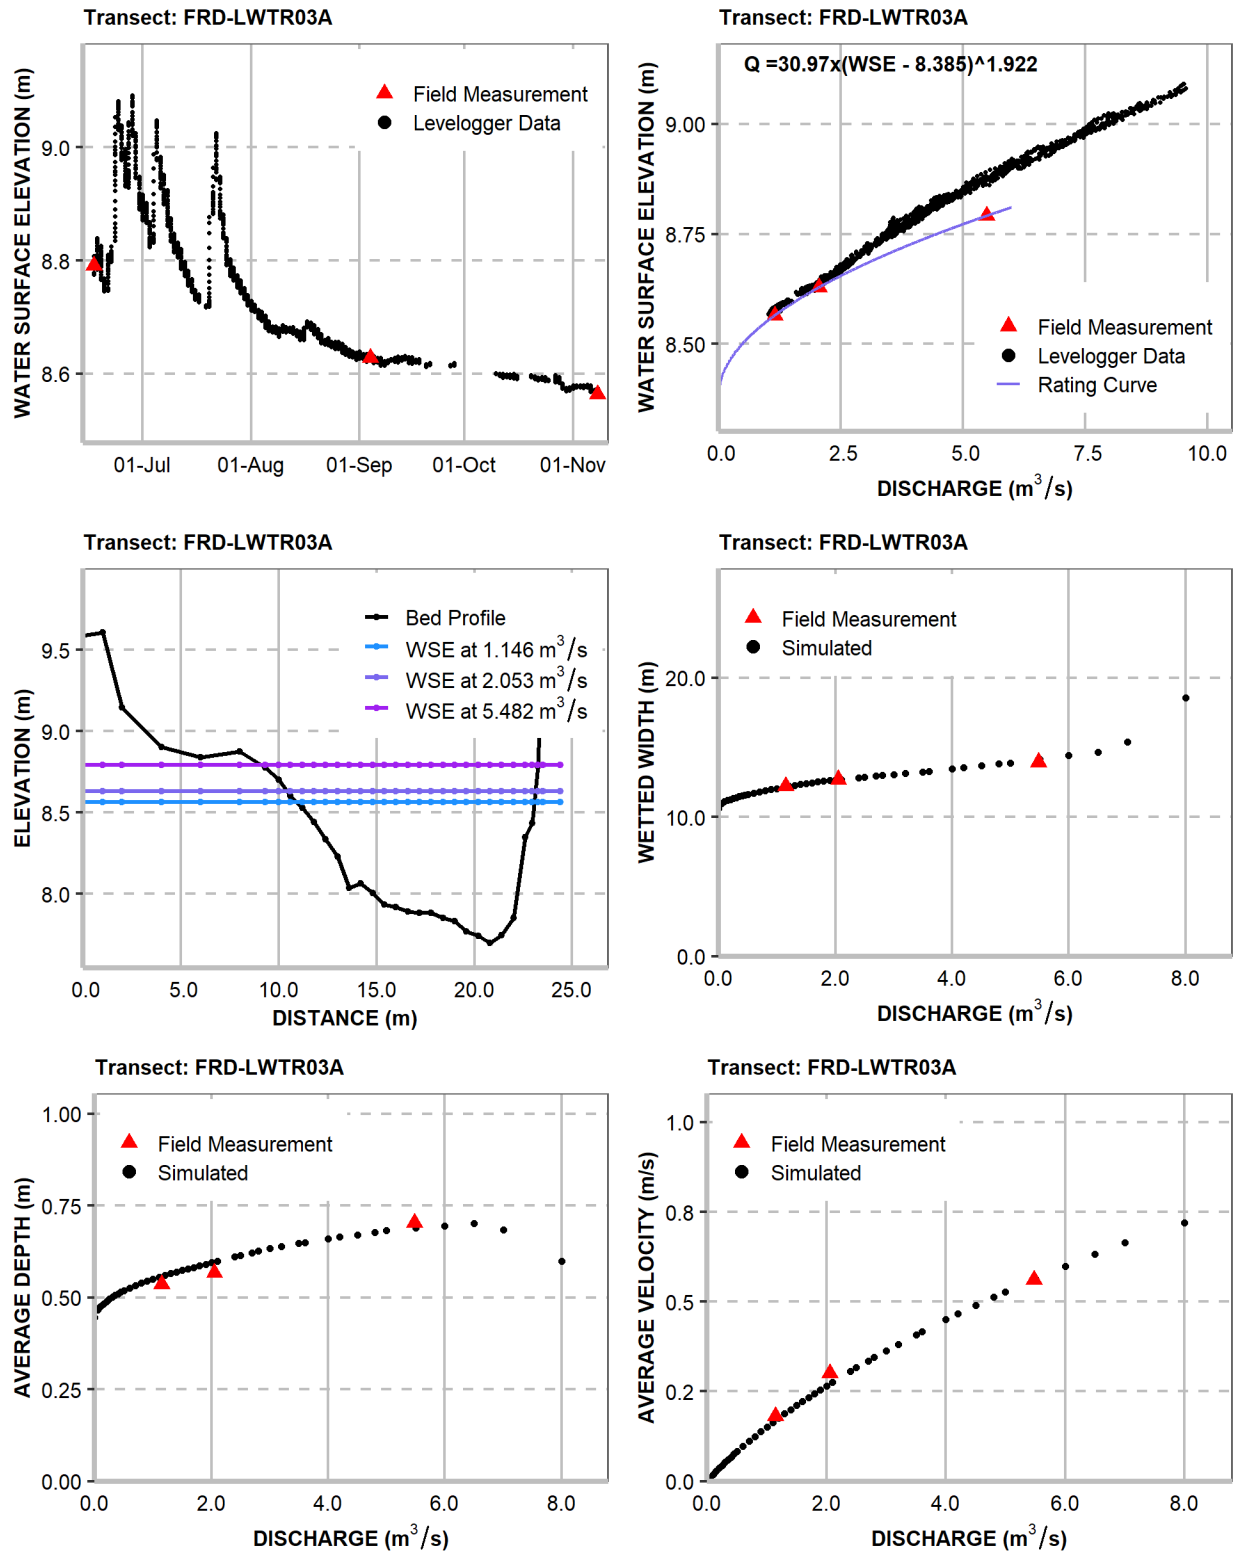 Transect: FRD-LWTR03A
WATER SURFACE ELEVATION (m)
9.0
8.8
8.6
01-Jul
01-Aug
01-Sep
01-Oct
01-Nov
Field Measurement
Levelogger Data
Transect: FRD-LWTR03A
Q =30.97x(WSE - 8.385)^1.922
WATER SURFACE ELEVATION (m)
9.00
8.75
8.50
Field Measurement
Levelogger Data
Rating Curve
0.0
2.5
5.0
7.5
10.0
DISCHARGE (m³/s)
Transect: FRD-LWTR03A
ELEVATION (m)
9.5
9.0
8.5
8.0
Bed Profile
WSE at 1.146 m³/s
WSE at 2.053 m³/s
WSE at 5.482 m³/s
0.0
5.0
10.0
15.0
20.0
25.0
DISTANCE (m)
Transect: FRD-LWTR03A
WETTED WIDTH (m)
Field Measurement
Simulated
20.0
10.0
0.0
0.0
2.0
4.0
6.0
8.0
DISCHARGE (m³/s)
Transect: FRD-LWTR03A
AVERAGE DEPTH (m)
1.00
0.75
0.50
0.25
0.00
Field Measurement
Simulated
0.0
2.0
4.0
6.0
8.0
DISCHARGE (m³/s)
Transect: FRD-LWTR03A
AVERAGE VELOCITY (m/s)
1.0
0.8
0.5
0.2
0.0
Field Measurement
Simulated
0.0
2.0
4.0
6.0
8.0
DISCHARGE (m³/s)